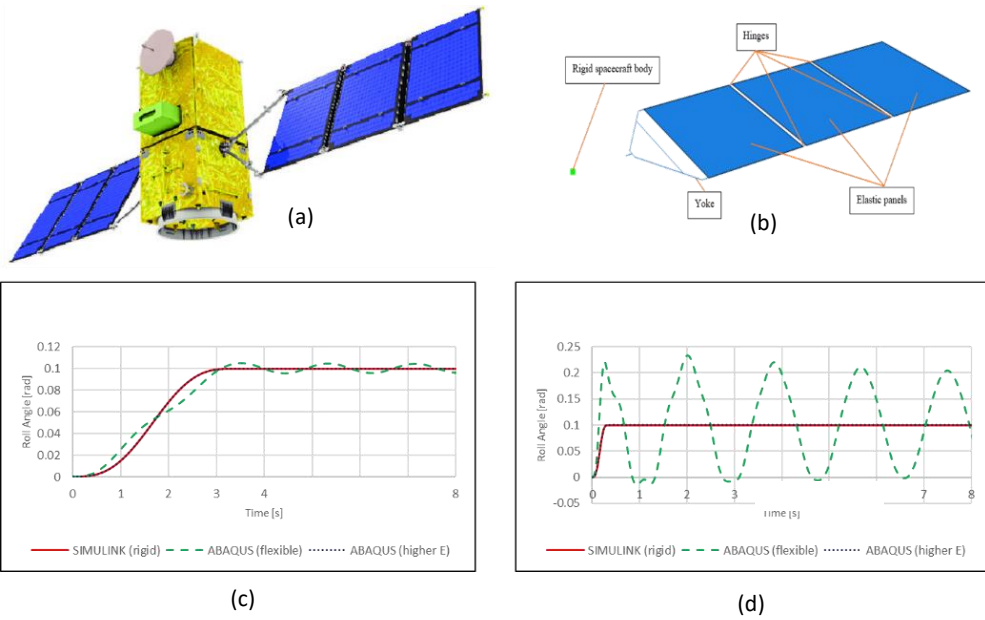 (a)
Rigid spacecraft body
Hinges
Yoke
Elastic panels
(b)
0.12
0.1
0.08
0.06
0.04
0.02
0
Roll Angle [rad]
0 1 2 3 4 8
Time [s]
SIMULINK (rigid) ABAQUS (flexible) ABAQUS (higher E)
(c)
0.25
0.2
0.15
0.1
0.05
0
-0.05
Roll Angle [rad]
0 1 2 3 7 8
Time [s]
SIMULINK (rigid) ABAQUS (flexible) ABAQUS (higher E)
(d)